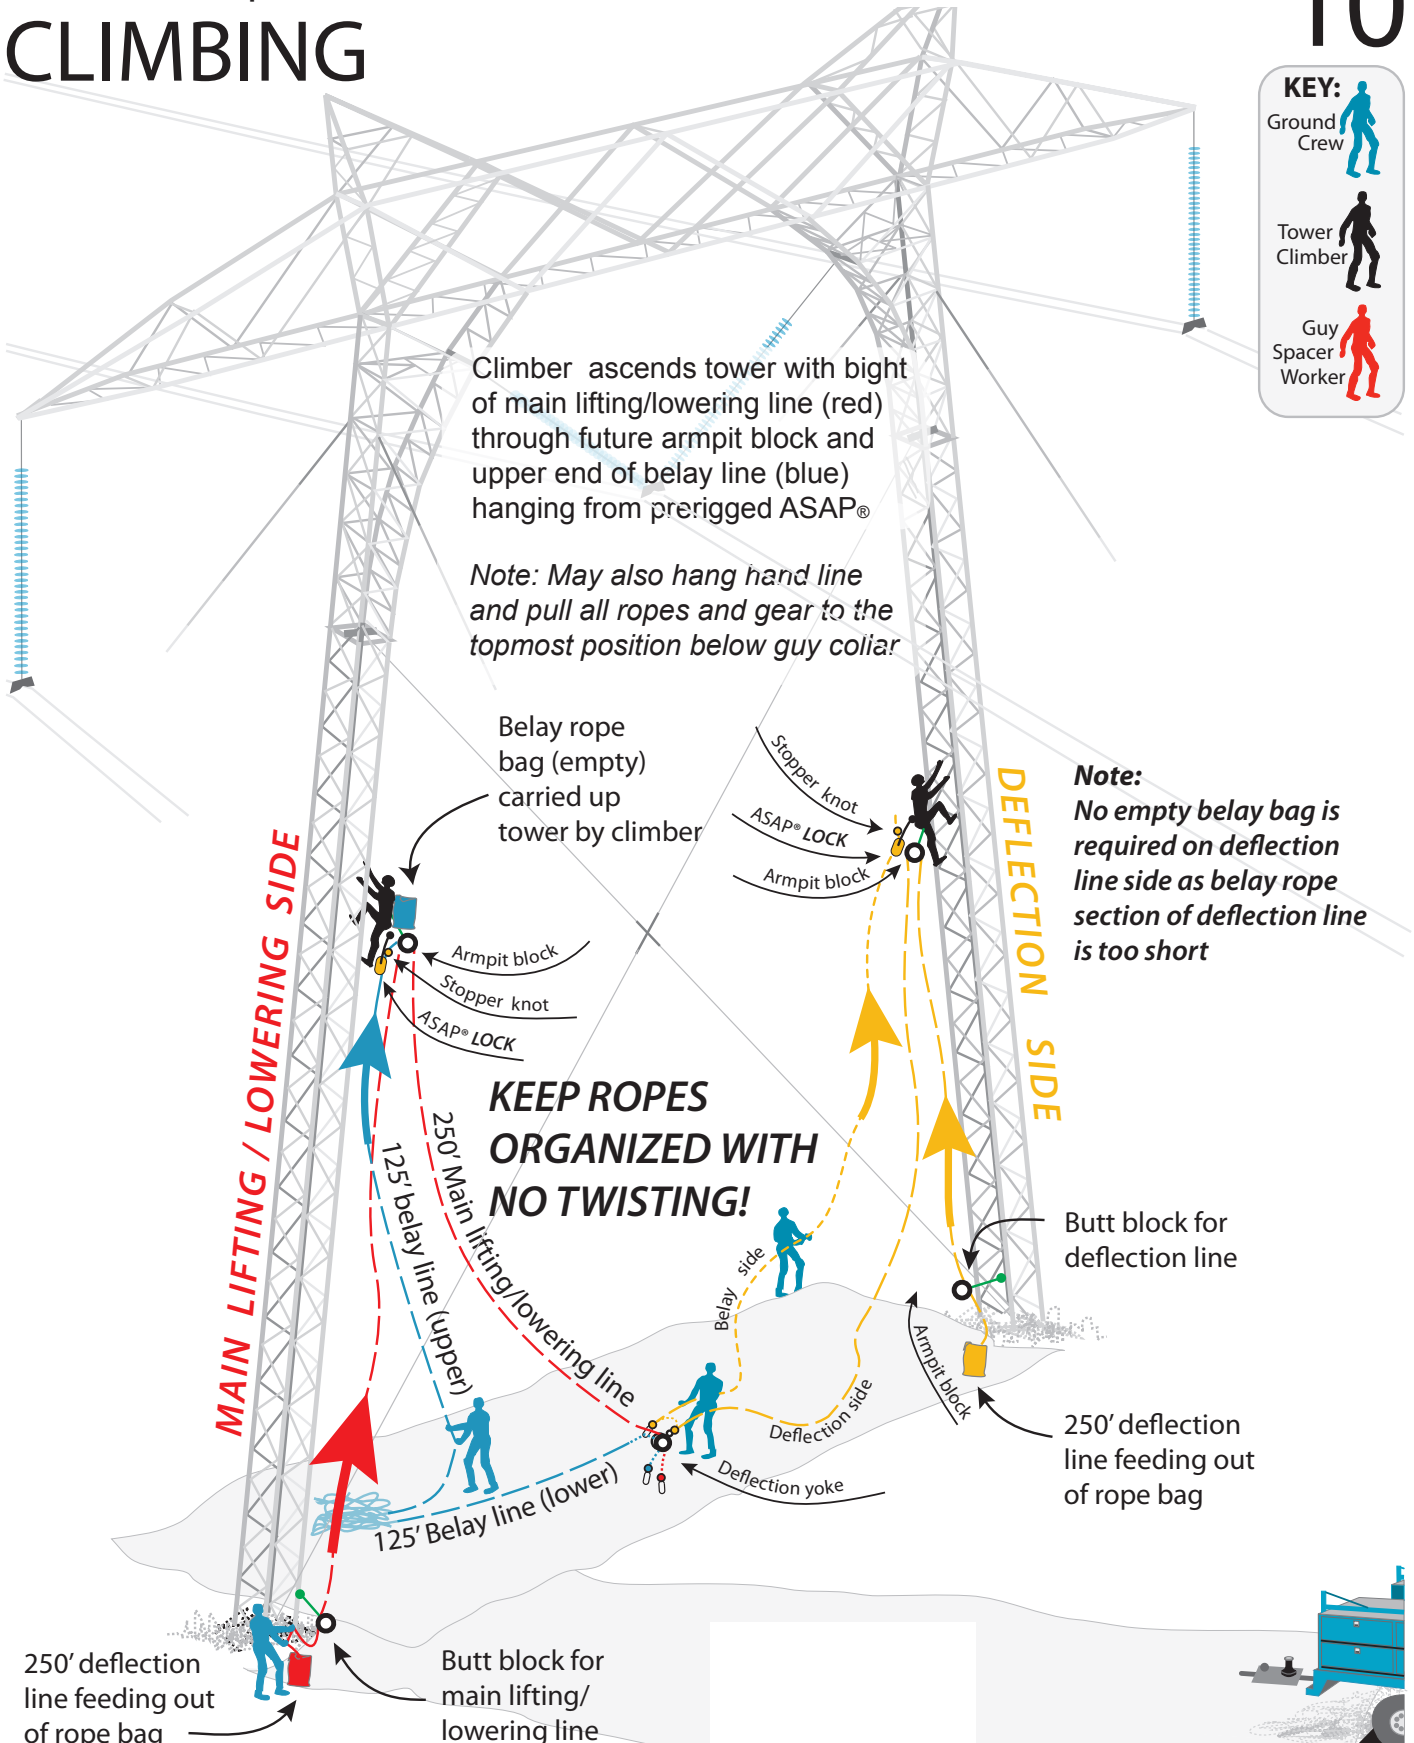 CLIMBING
10
KEY:
Ground
Crew
Tower
Climber
Guy
Spacer
Worker
Climber ascends tower with bight
of main lifting/lowering line (red)
through future armpit block and
upper end of belay line (blue)
hanging from prerigged ASAP®
Note: May also hang hand line
and pull all ropes and gear to the
topmost position below guy collar
Belay rope
bag (empty)
carried up
tower by climber
Stopper knot
ASAP® LOCK
Armpit block
DEFLECTION SIDE
Note:
No empty belay bag is
required on deflection
line side as belay rope
section of deflection line
is too short
MAIN LIFTING / LOWERING SIDE
Armpit block
Stopper knot
ASAP® LOCK
KEEP ROPES
ORGANIZED WITH
NO TWISTING!
125' belay line (upper)
250' Main lifting/lowering line
Belay side
Butt block for
deflection line
Armpit block
Deflection side
250' deflection
line feeding out
of rope bag
Deflection yoke
125' Belay line (lower)
250' deflection
line feeding out
of rope bag
Butt block for
main lifting/
lowering line